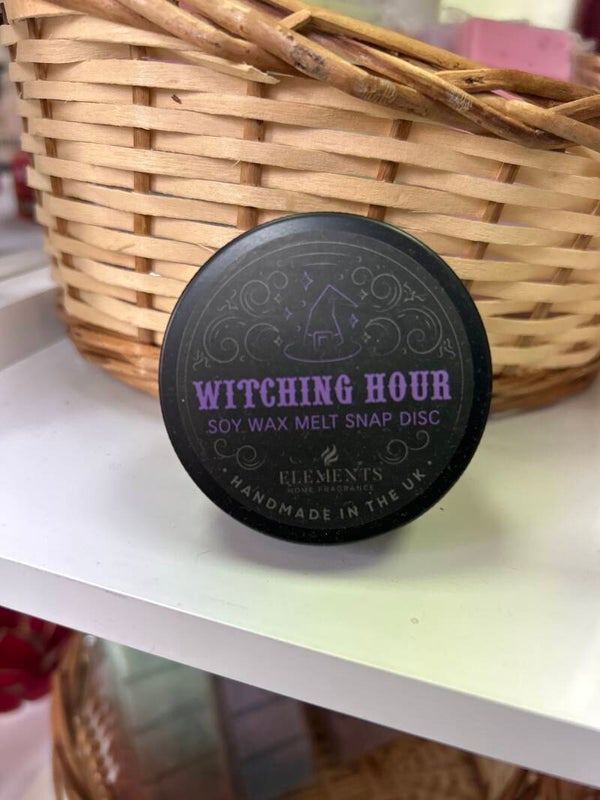 WITCHING HOUR
SOY WAX MELT SNAP DISC
ELEMENTS
HOME FRAGRANCE
• HANDMADE IN THE UK •